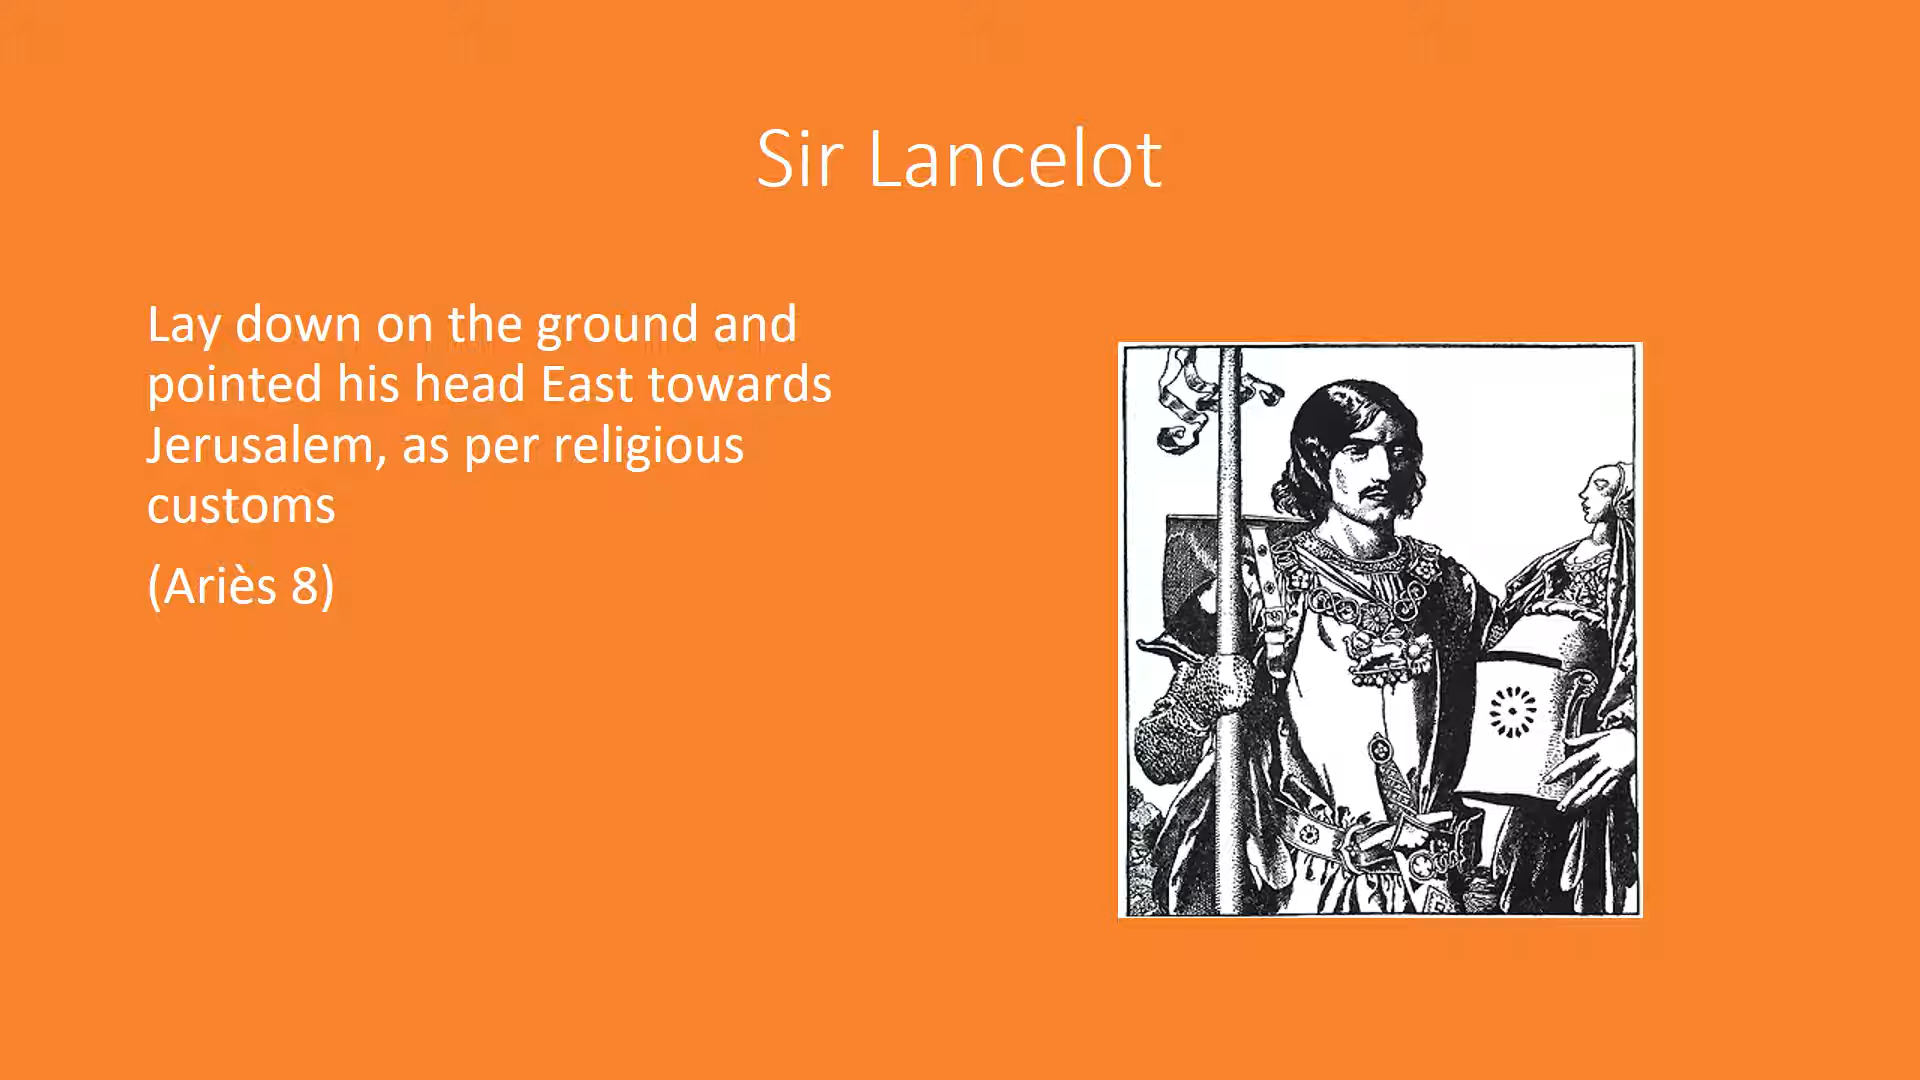 Sir Lancelot
Lay down on the ground and
pointed his head East towards
Jerusalem, as per religious
customs
(Ariès 8)